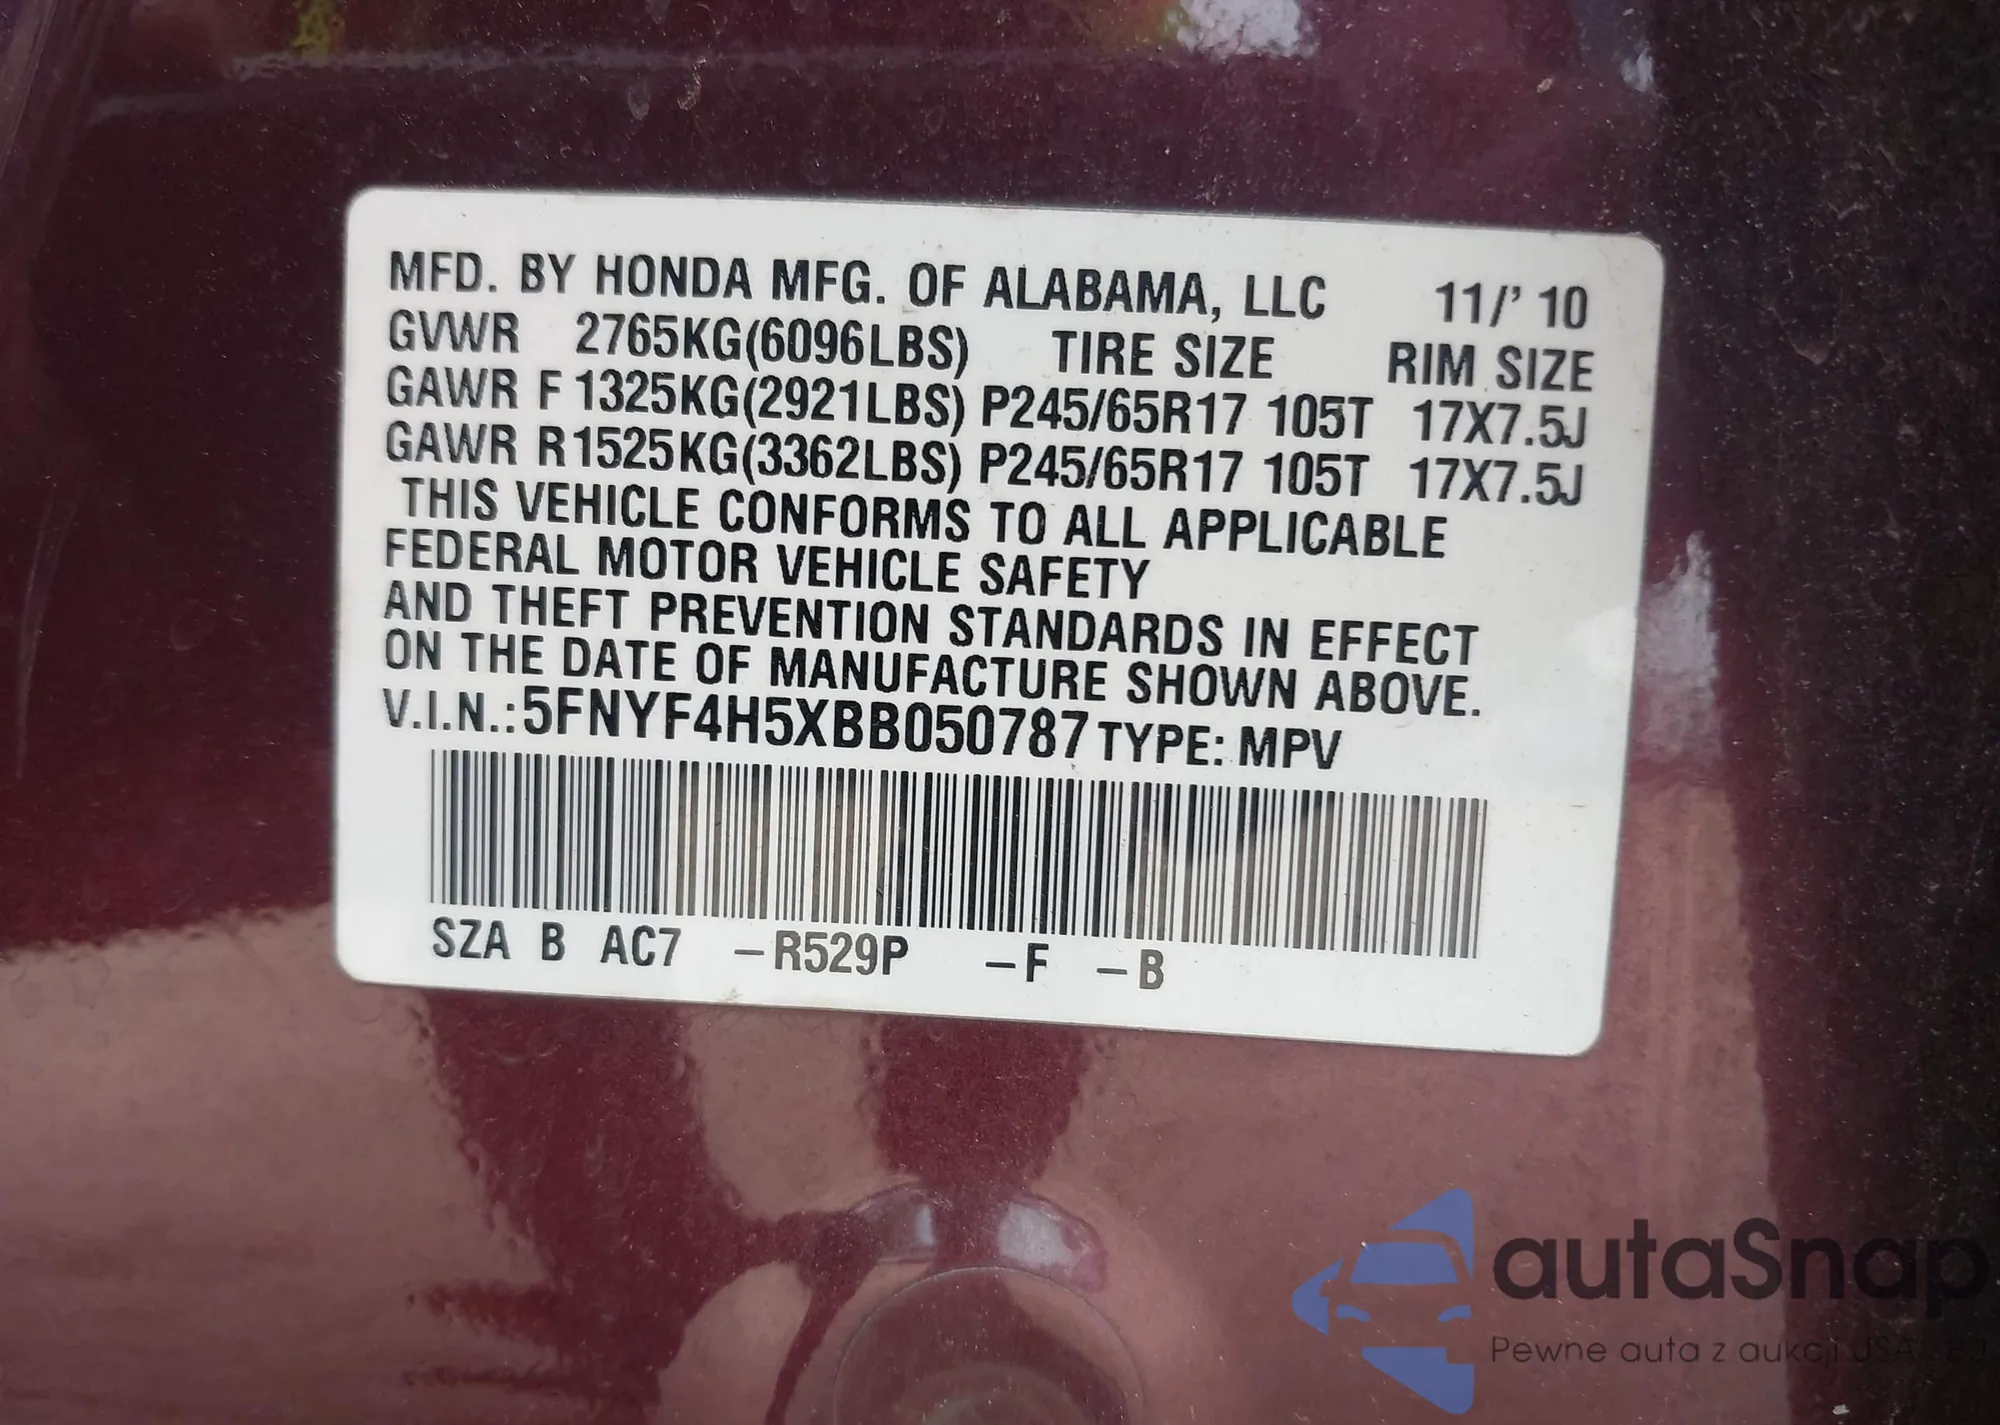 MFD. BY HONDA MFG. OF ALABAMA, LLC 11/' 10
GVWR 2765KG(6096LBS) TIRE SIZE RIM SIZE
GAWR F 1325KG(2921LBS) P245/65R17 105T 17X7.5J
GAWR R 1525KG(3362LBS) P245/65R17 105T 17X7.5J
THIS VEHICLE CONFORMS TO ALL APPLICABLE
FEDERAL MOTOR VEHICLE SAFETY
AND THEFT PREVENTION STANDARDS IN EFFECT
ON THE DATE OF MANUFACTURE SHOWN ABOVE.
V.I.N.:5FNYF4H5XBB050787 TYPE: MPV
SZA B AC7 –R529P –F –B
autaSnap
Pewne auta z aukcji USA